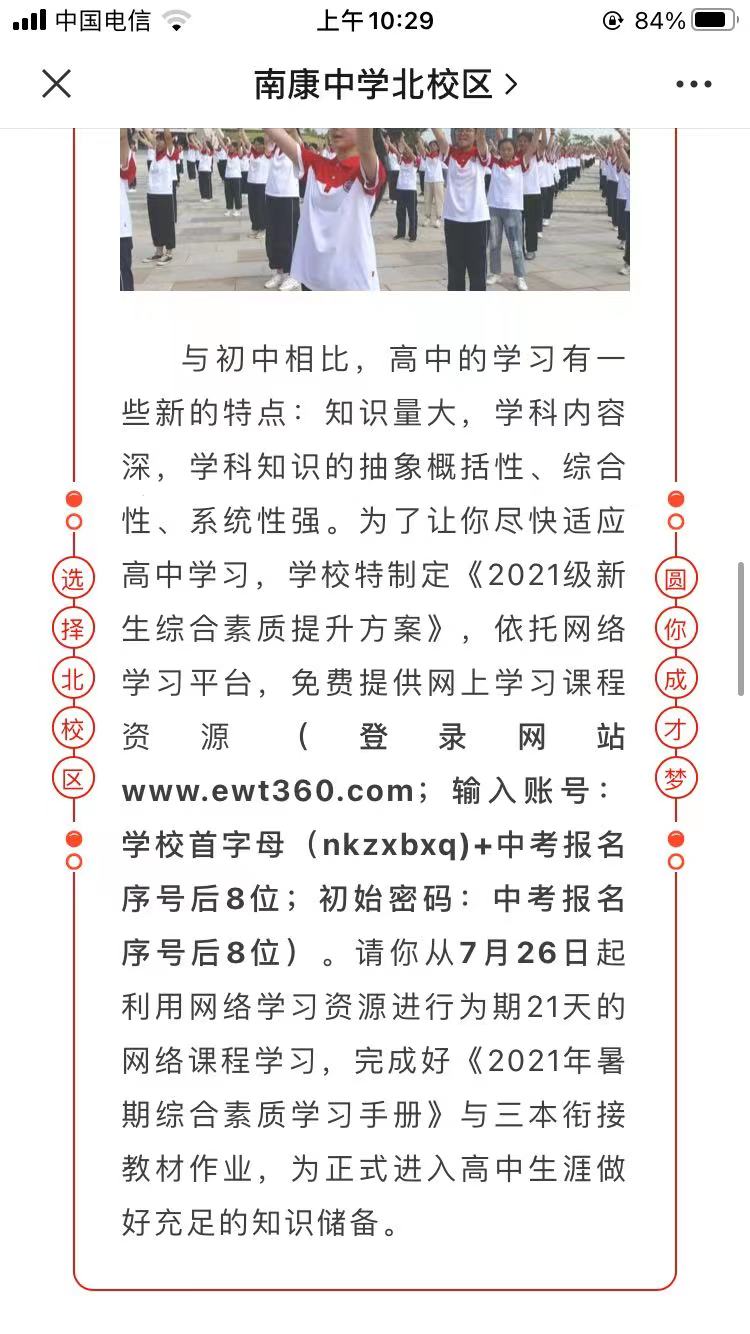 中国电信 上午10:29 84%
南康中学北校区
与初中相比，高中的学习有一
些新的特点：知识量大，学科内容
深，学科知识的抽象概括性、综合
性、系统性强。为了让你尽快适应
高中学习，学校特制定《2021级新
生综合素质提升方案》，依托网络
学习平台，免费提供网上学习课程
资源（登录网站
www.ewt360.com；输入账号：
学校首字母（nkzxbxq)+中考报名
序号后8位；初始密码：中考报名
序号后8位）。请你从7月26日起
利用网络学习资源进行为期21天的
网络课程学习，完成好《2021年暑
期综合素质学习手册》与三本衔接
教材作业，为正式进入高中生涯做
好充足的知识储备。
选择北校区
圆你成才梦